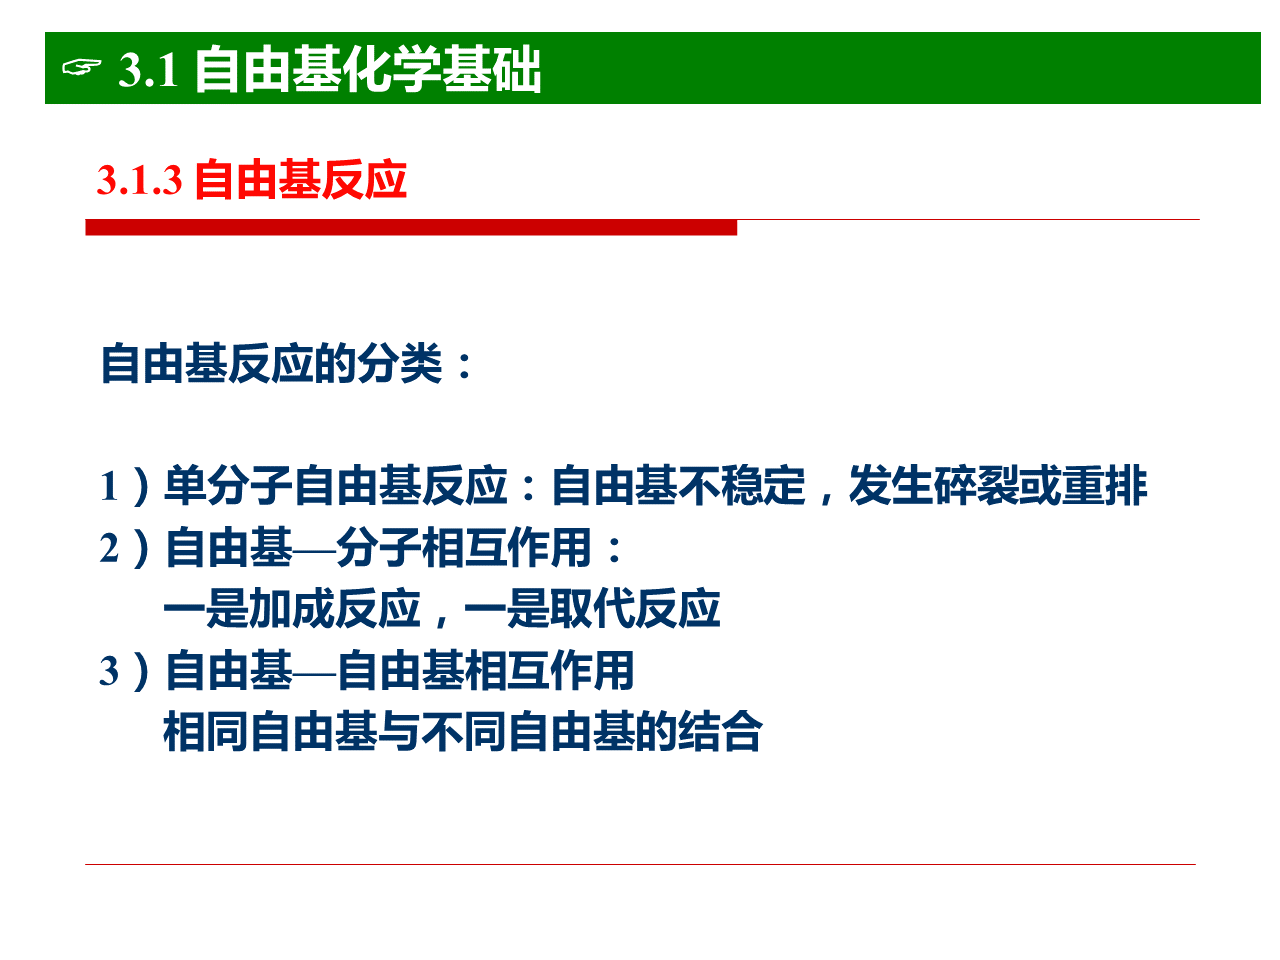 ☞ 3.1 自由基化学基础
3.1.3 自由基反应
自由基反应的分类：
1）单分子自由基反应：自由基不稳定，发生碎裂或重排
2）自由基—分子相互作用：
一是加成反应，一是取代反应
3）自由基—自由基相互作用
相同自由基与不同自由基的结合